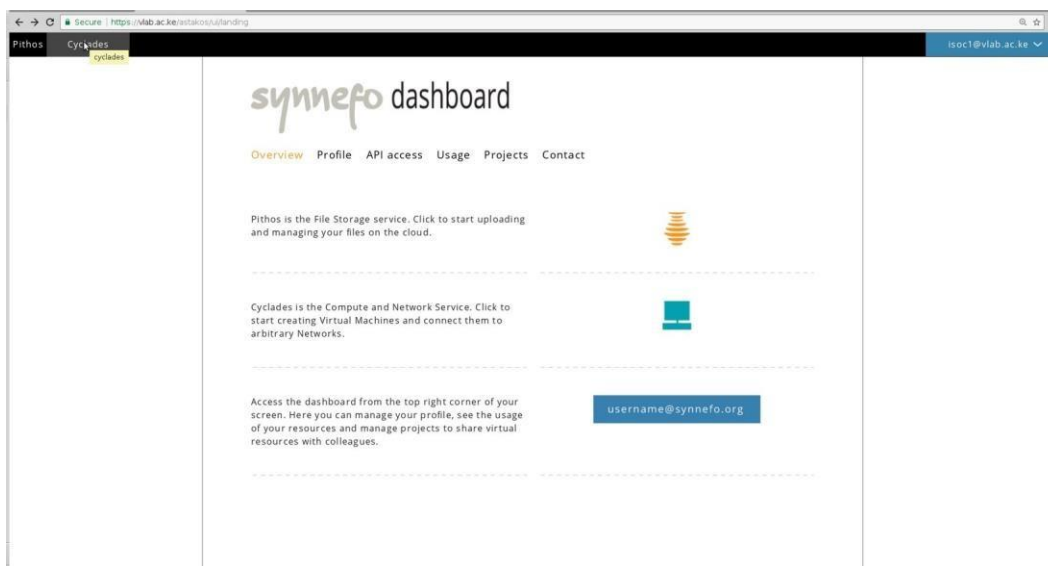 Secure | https://vlab.ac.ke/astakos/ui/landing
Pithos Cyclades isoc1@vlab.ac.ke
cyclades
synnefo dashboard
Overview Profile API access Usage Projects Contact
Pithos is the File Storage service. Click to start uploading
and managing your files on the cloud.
Cyclades is the Compute and Network Service. Click to
start creating Virtual Machines and connect them to
arbitrary Networks.
Access the dashboard from the top right corner of your
screen. Here you can manage your profile, see the usage
of your resources and manage projects to share virtual
resources with colleagues.
username@synnefo.org